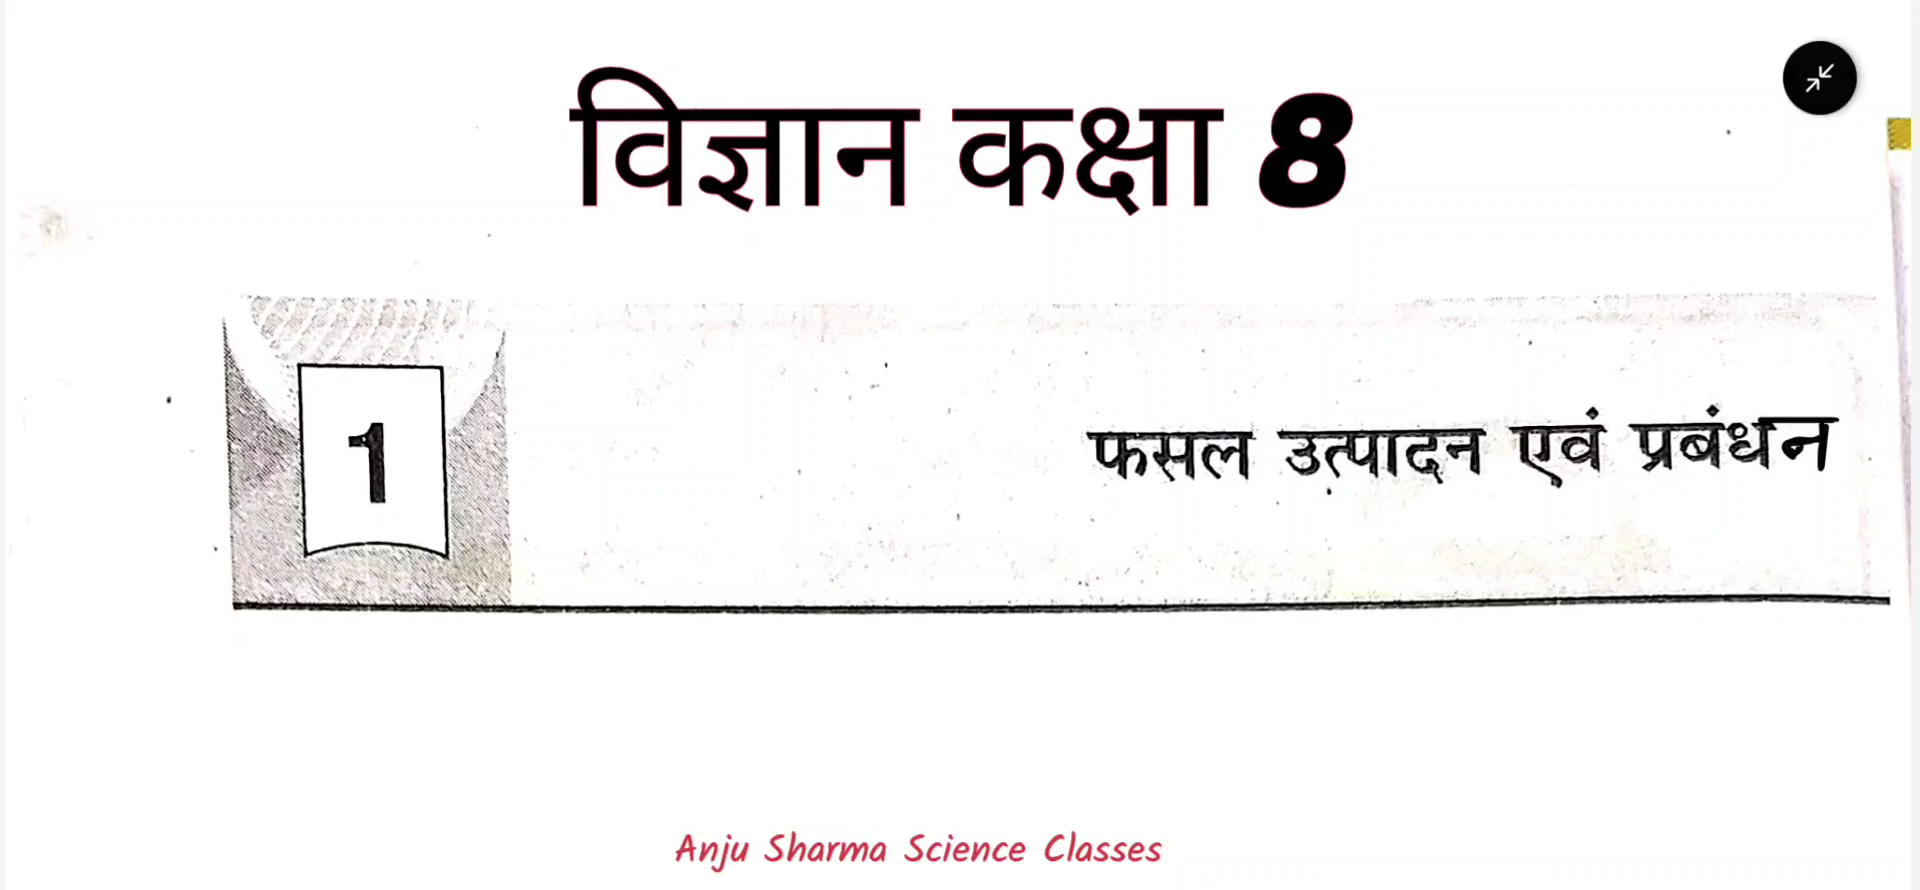 विज्ञान कक्षा 8
1
फसल उत्पादन एवं प्रबंधन
Anju Sharma Science Classes